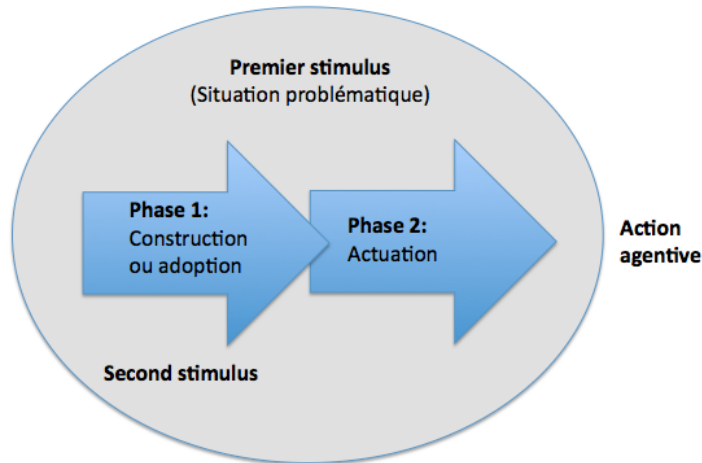 Premier stimulus
(Situation problématique)
Phase 1:
Construction
ou adoption
Phase 2:
Actuation
Action
agentive
Second stimulus